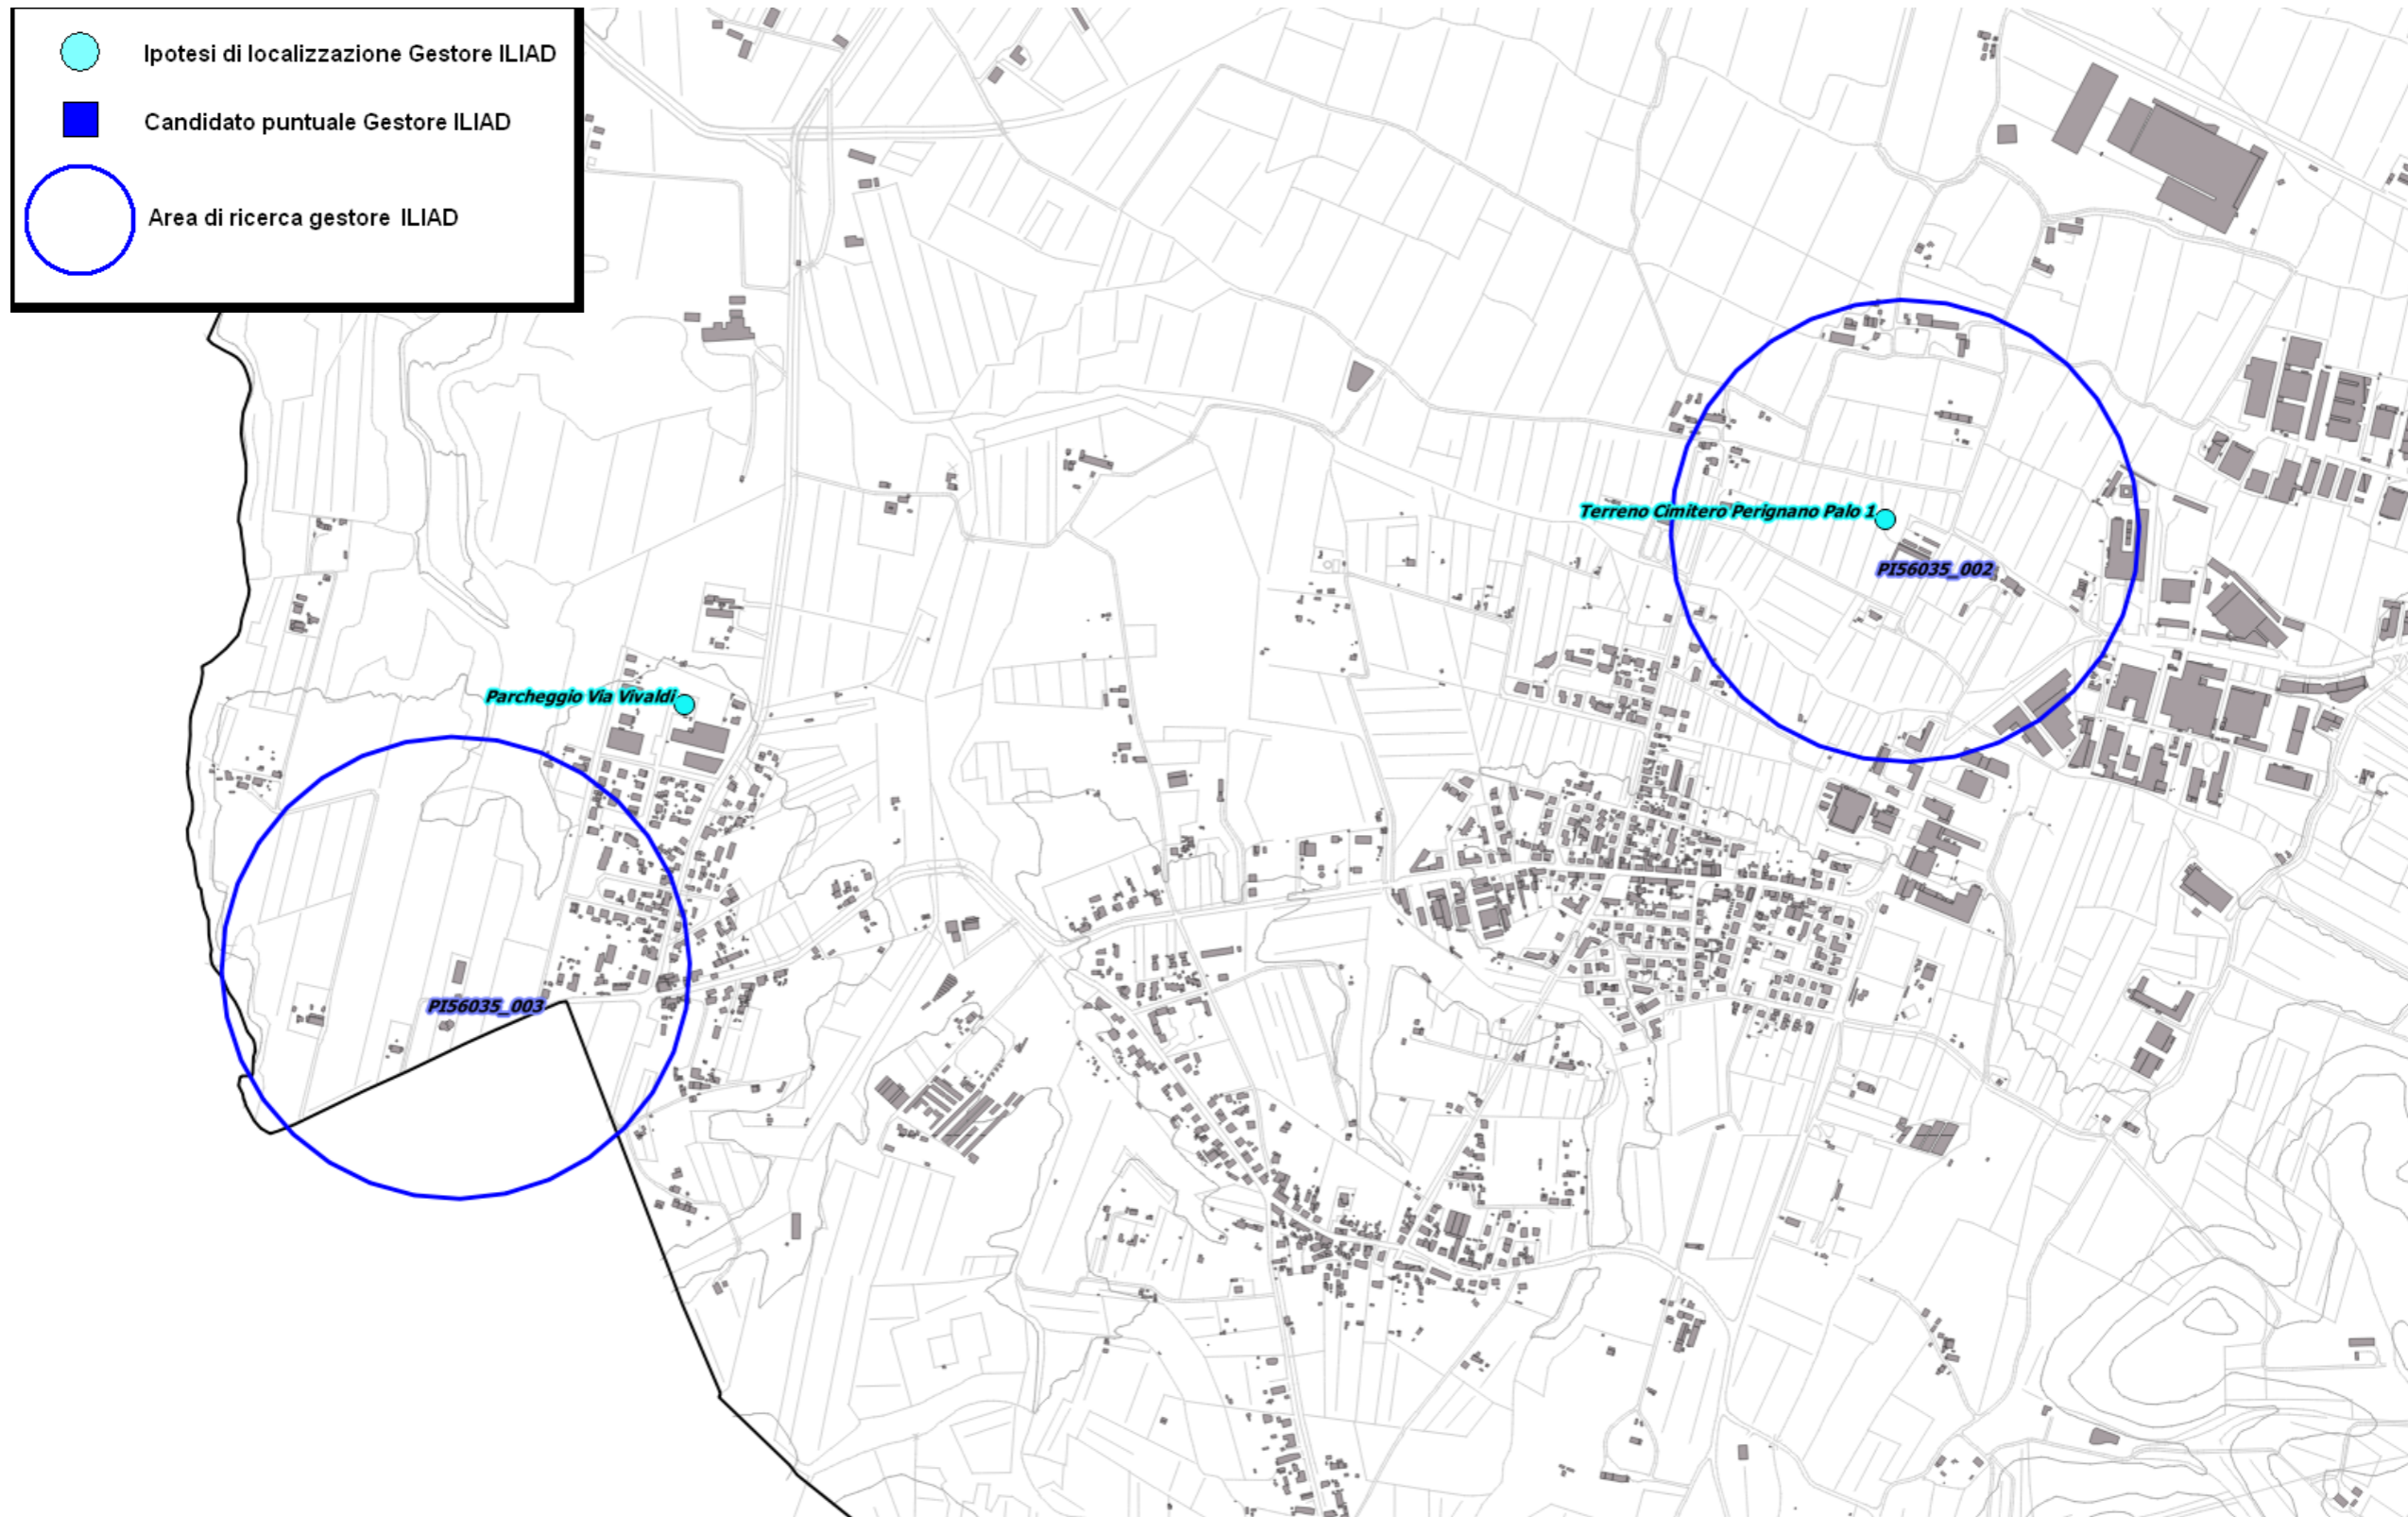 Ipotesi di localizzazione Gestore ILIAD
Candidato puntuale Gestore ILIAD
Area di ricerca gestore ILIAD
Terreno Cimitero Perignano Palo 1
PI56035_002
Parcheggio Via Vivaldi
PI56035_003